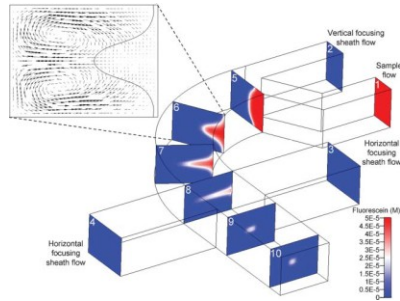 Vertical focusing
sheath flow
2
Sample
flow
1
5
6
7
Horizontal
focusing
sheath flow
3
8
4
9
10
Horizontal
focusing
sheath flow
Fluorescein (M)
5E-5
4.5E-5
4E-5
3.5E-5
3E-5
2.5E-5
2E-5
1.5E-5
1E-5
0.5E-5
0